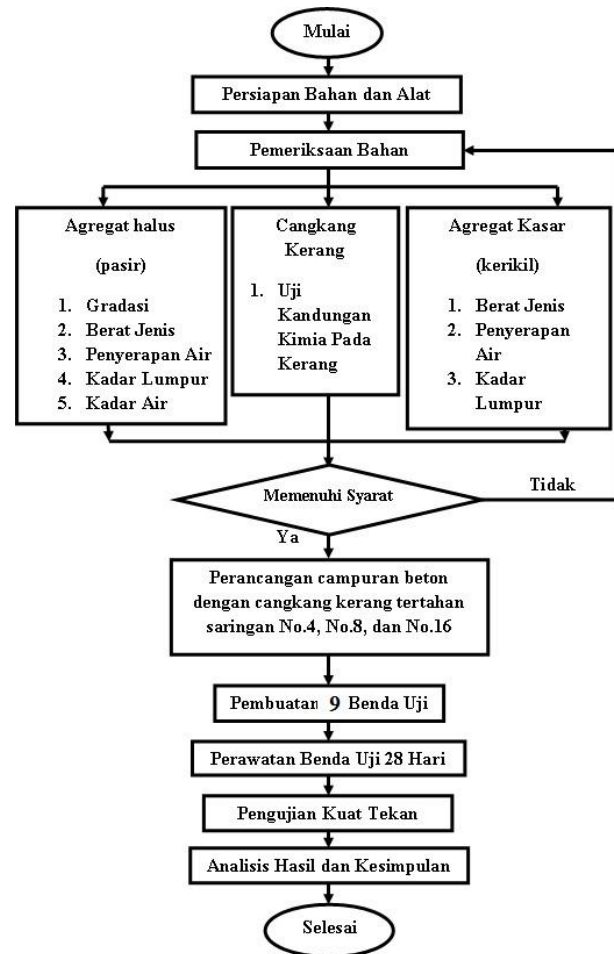 Mulai
Persiapan Bahan dan Alat
Pemeriksaan Bahan
Agregat halus
(pasir)
1. Gradasi
2. Berat Jenis
3. Penyerapan Air
4. Kadar Lumpur
5. Kadar Air
Cangkang
Kerang
1. Uji
Kandungan
Kimia Pada
Kerang
Agregat Kasar
(kerikil)
1. Berat Jenis
2. Penyerapan
Air
3. Kadar
Lumpur
Memenuhi Syarat
Tidak
Ya
Perancangan campuran beton
dengan cangkang kerang tertahan
saringan No.4, No.8, dan No.16
Pembuatan 9 Benda Uji
Perawatan Benda Uji 28 Hari
Pengujian Kuat Tekan
Analisis Hasil dan Kesimpulan
Selesai